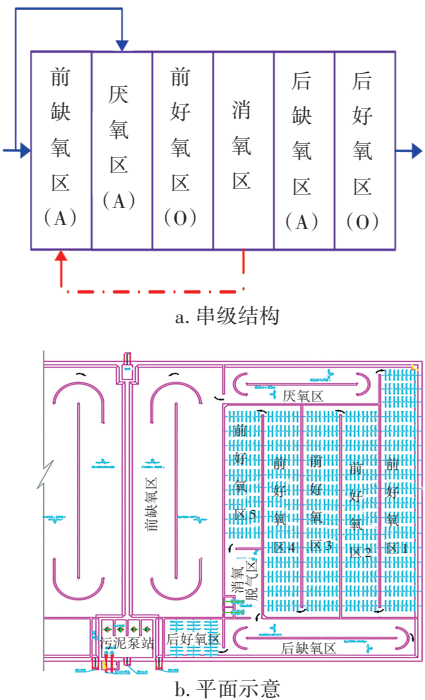 前缺氧区(A)
厌氧区(A)
前好氧区(O)
消氧区
后缺氧区(A)
后好氧区(O)
a. 串级结构
厌氧区
前缺氧区
前好氧区5
前好氧区4
前好氧区3
前好氧区2
前好氧区1
消氧脱气区
污泥泵站
后好氧区
后缺氧区
b. 平面示意